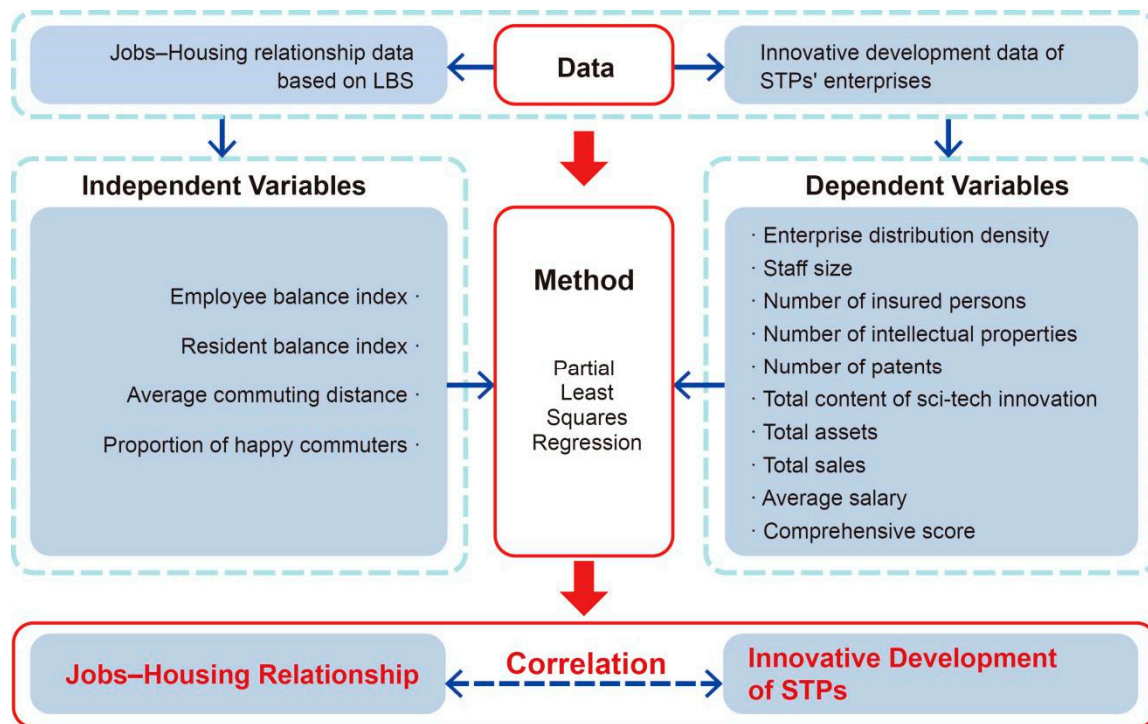 Jobs–Housing relationship data
based on LBS
Data
Innovative development data of
STPs' enterprises
Independent Variables
Employee balance index ·
Resident balance index ·
Average commuting distance ·
Proportion of happy commuters ·
Method
Partial
Least
Squares
Regression
Dependent Variables
· Enterprise distribution density
· Staff size
· Number of insured persons
· Number of intellectual properties
· Number of patents
· Total content of sci-tech innovation
· Total assets
· Total sales
· Average salary
· Comprehensive score
Jobs–Housing Relationship
Correlation
Innovative Development
of STPs